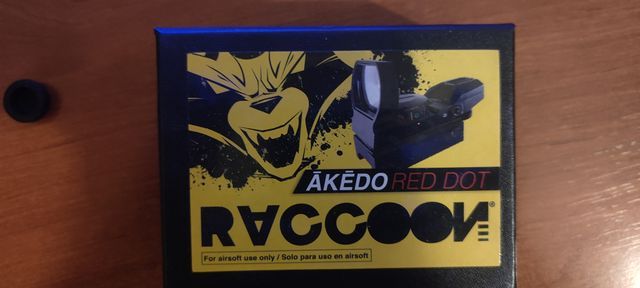 ĀKĒDO RED DOT
RACCOON®
For airsoft use only / Solo para uso en airsoft